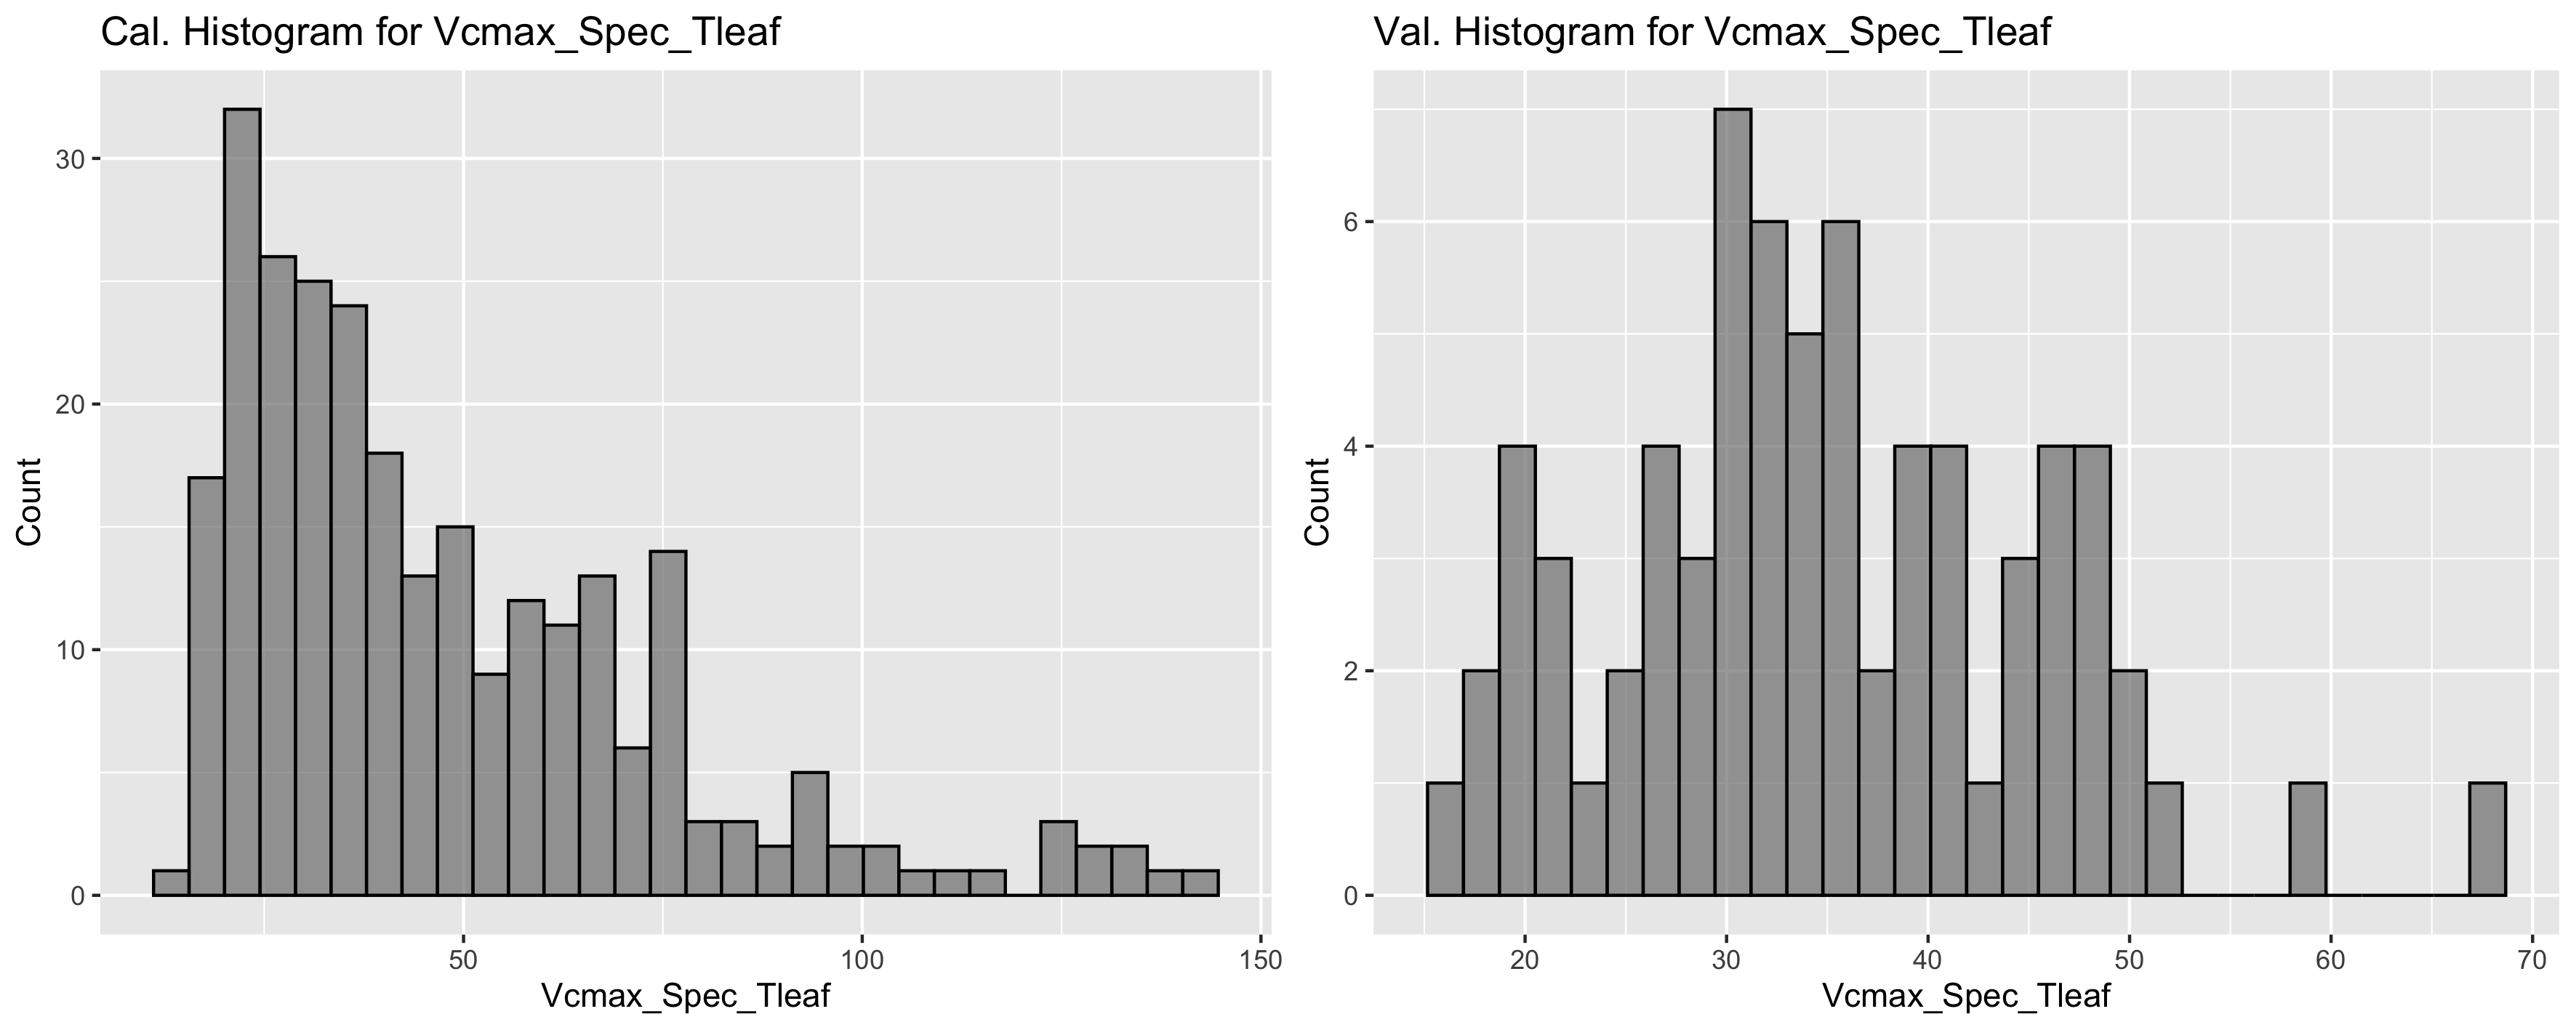 Cal. Histogram for Vcmax_Spec_Tleaf
30
20
10
0
Count
50
100
150
Vcmax_Spec_Tleaf
Val. Histogram for Vcmax_Spec_Tleaf
6
4
2
0
Count
20
30
40
50
60
70
Vcmax_Spec_Tleaf